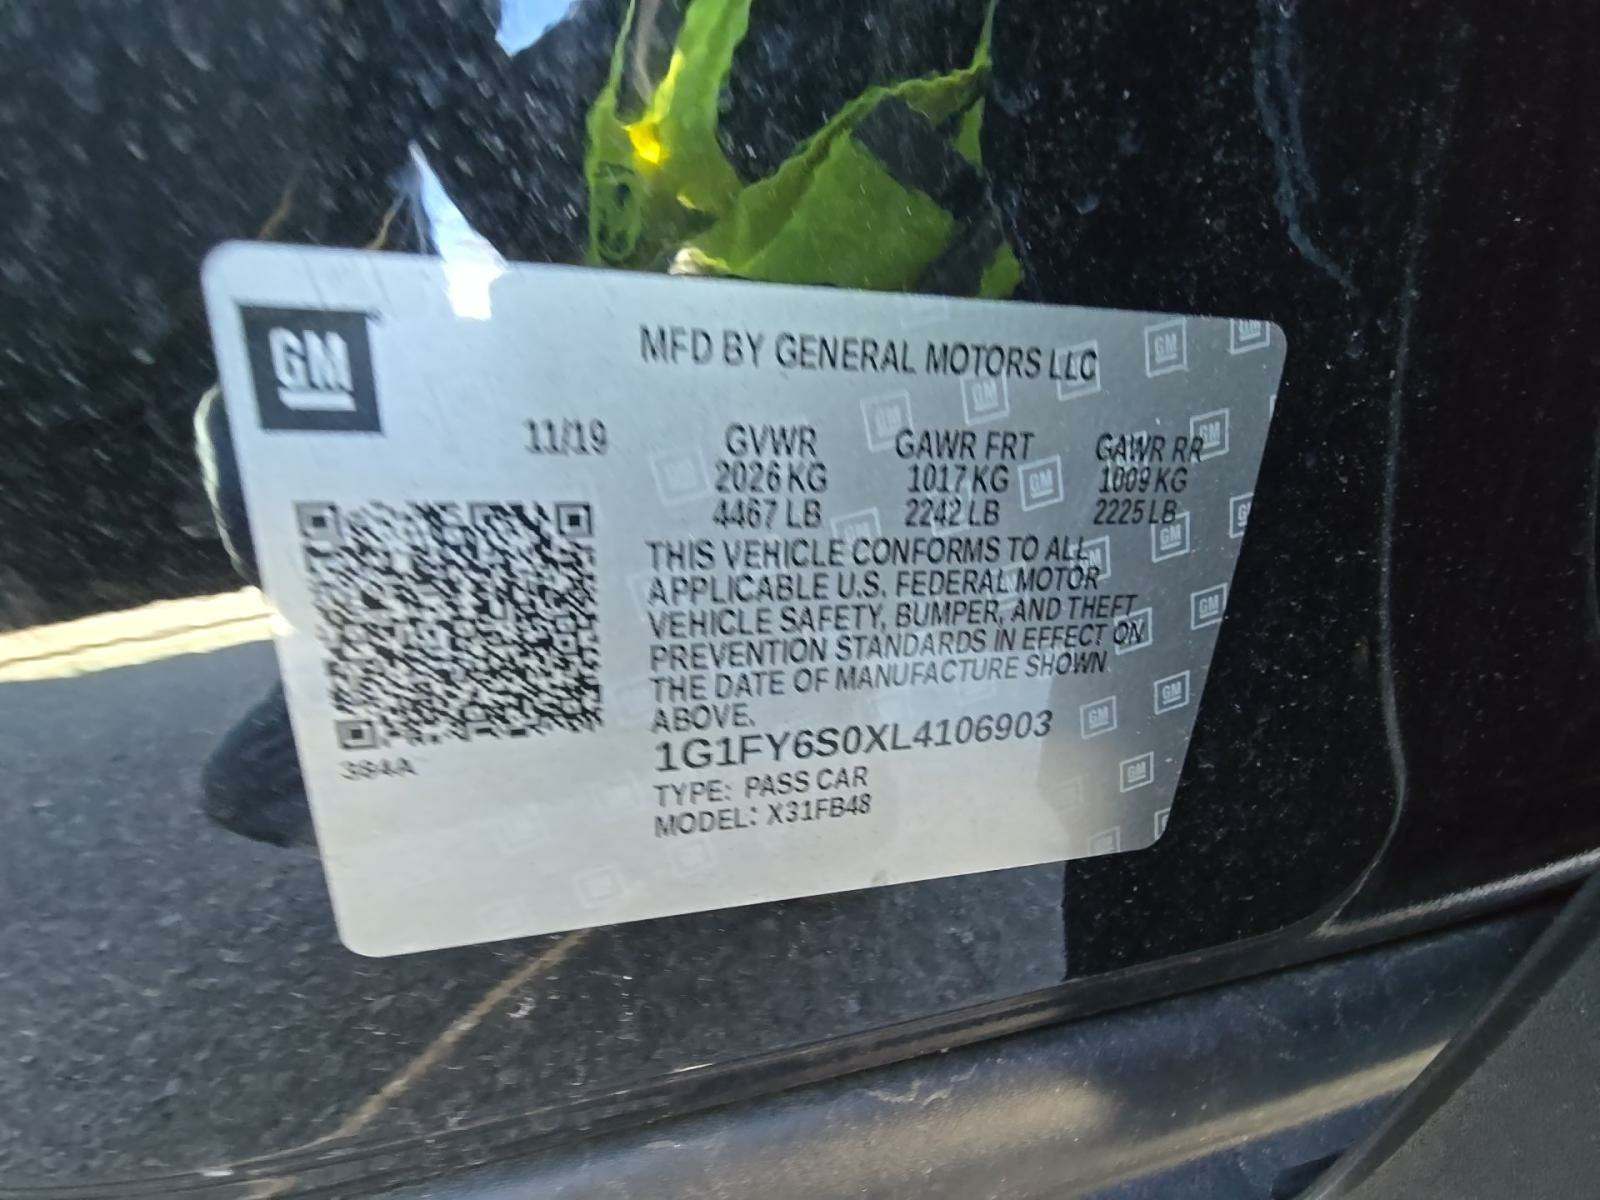 GM
MFD BY GENERAL MOTORS LLC
11/19 GVWR GAWR FRT GAWR RR
2026 KG 1017 KG 1009 KG
4467 LB 2242 LB 2225 LB
THIS VEHICLE CONFORMS TO ALL
APPLICABLE U.S. FEDERAL MOTOR
VEHICLE SAFETY, BUMPER, AND THEFT
PREVENTION STANDARDS IN EFFECT ON
THE DATE OF MANUFACTURE SHOWN
ABOVE.
1G1FY6S0XL4106903
TYPE: PASS CAR
MODEL: X31FB48
384A